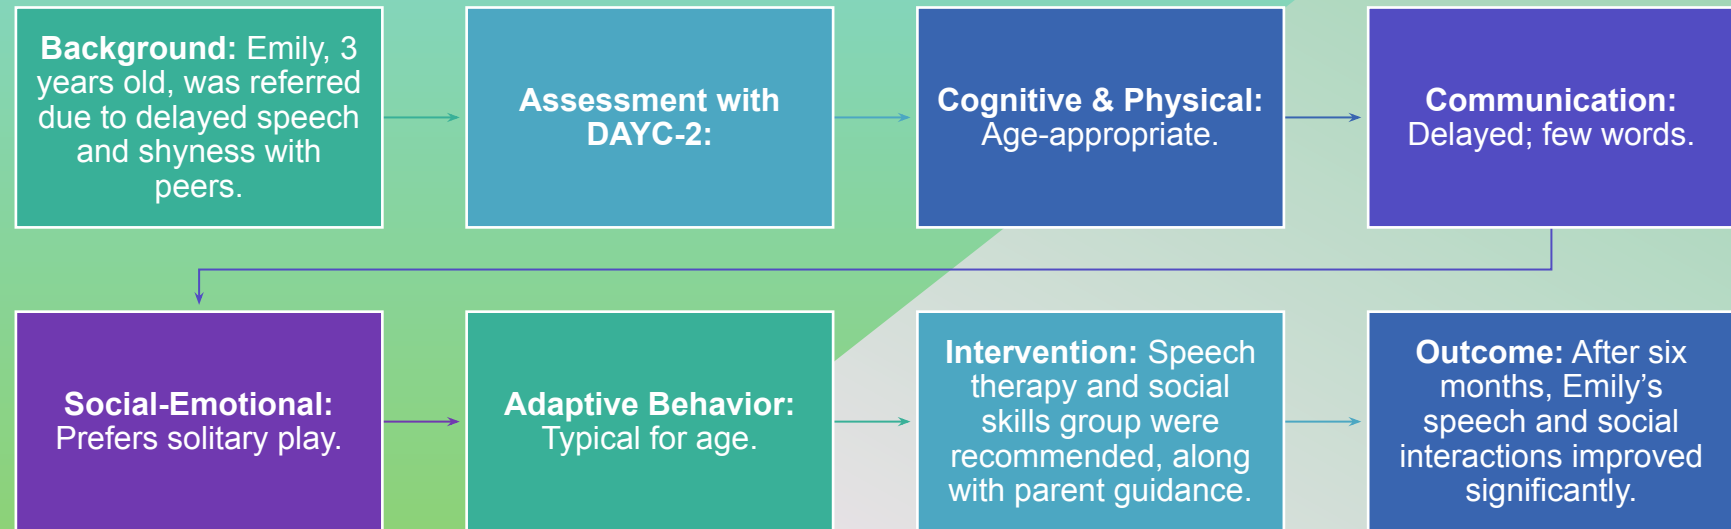 Background: Emily, 3
years old, was referred
due to delayed speech
and shyness with
peers.
Assessment with
DAYC-2:
Cognitive & Physical:
Age-appropriate.
Communication:
Delayed; few words.
Social-Emotional:
Prefers solitary play.
Adaptive Behavior:
Typical for age.
Intervention: Speech
therapy and social
skills group were
recommended, along
with parent guidance.
Outcome: After six
months, Emily’s
speech and social
interactions improved
significantly.